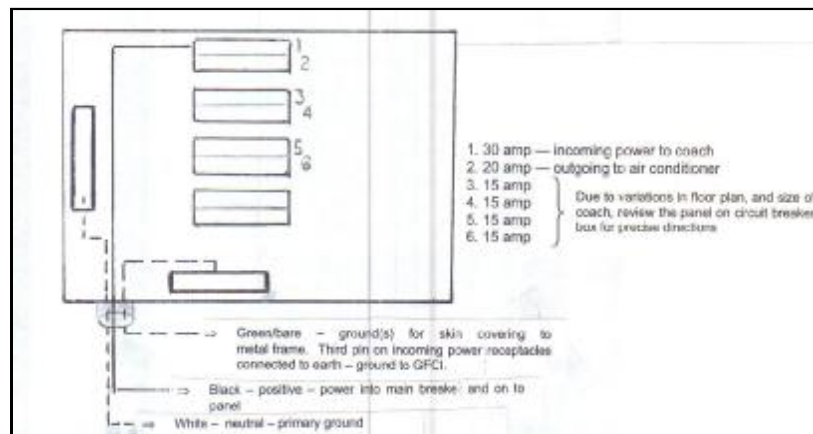 1
2
3
4
5
6
1. 30 amp — incoming power to coach
2. 20 amp — outgoing to air conditioner
3. 15 amp
4. 15 amp
5. 15 amp
6. 15 amp
Due to variations in floor plan, and size of
coach, review the panel on circuit breaker
box for precise directions
Green/bare – ground(s) for skin covering to
metal frame. Third pin on incoming power receptacles
connected to earth – ground to GFCI.
Black – positive – power into main breaker and on to
panel
White – neutral – primary ground